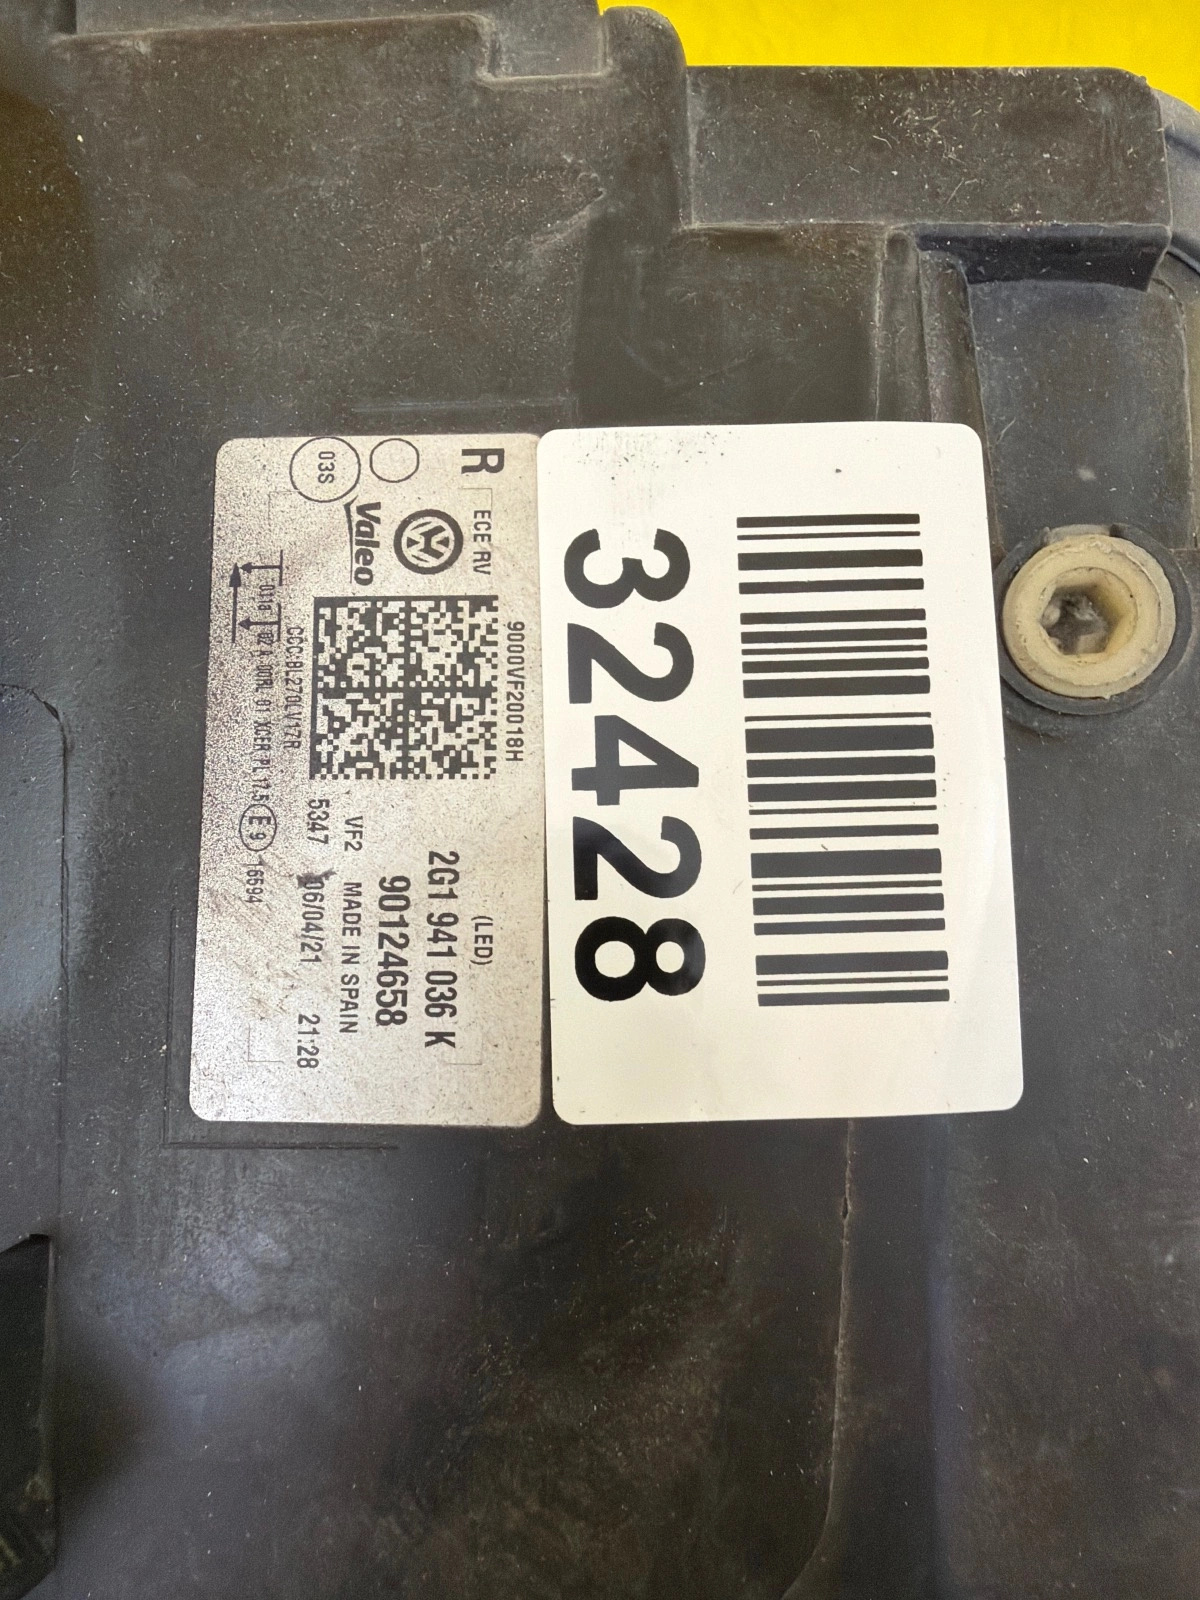 R ECE RV
9000VF20018H
(LED)
2G1 941 036 K
90124658
Valeo
VF2 MADE IN SPAIN
5347 06/04/21 21:28
03S
E9 16594
32428